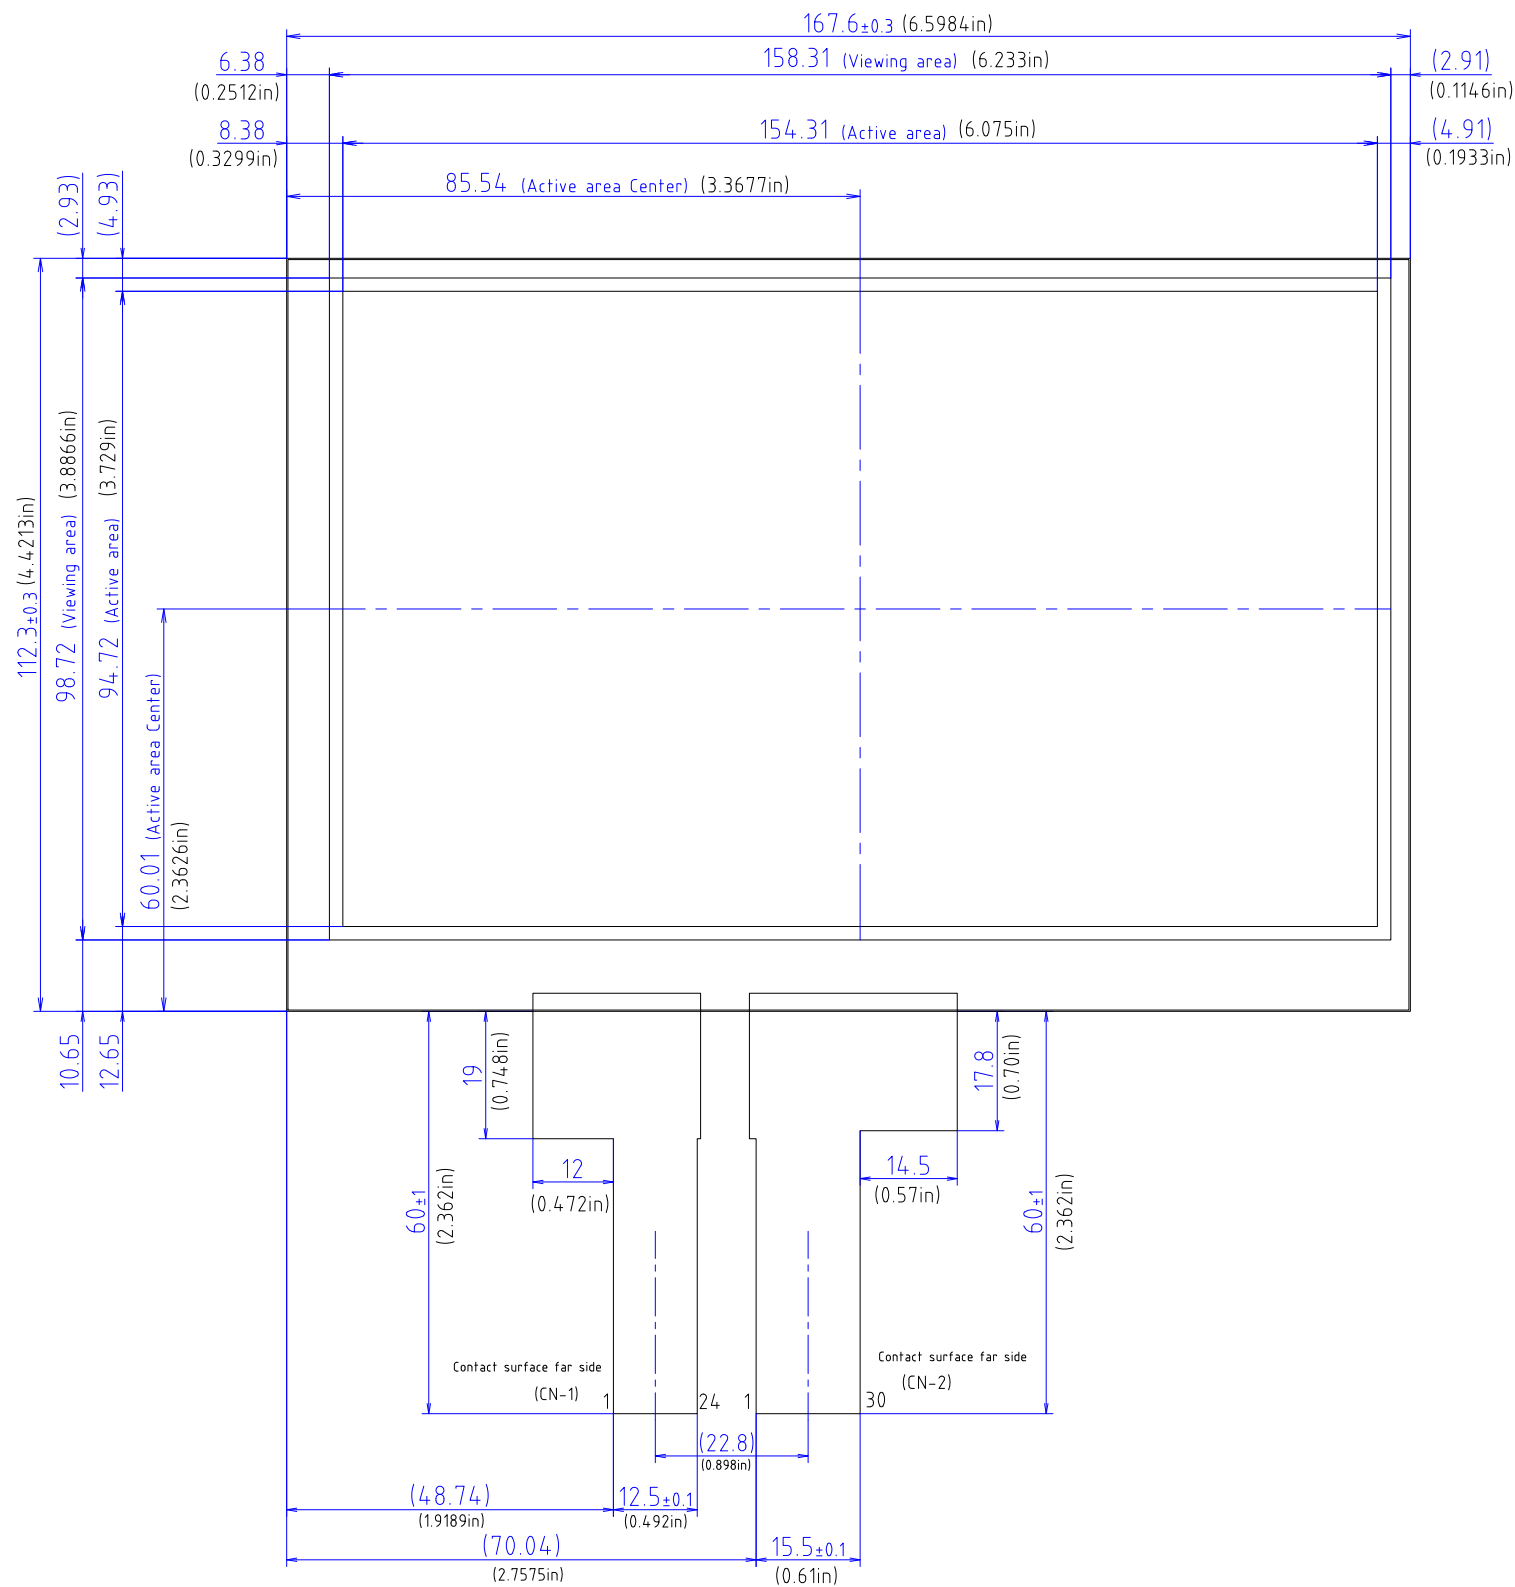 167.6±0.3 (6.5984in)
6.38
(0.2512in)
158.31 (Viewing area) (6.233in)
(2.91)
(0.1146in)
8.38
(0.3299in)
154.31 (Active area) (6.075in)
(4.91)
(0.1933in)
85.54 (Active area Center) (3.3677in)
(2.93)
(4.93)
112.3±0.3 (4.4213in)
98.72 (Viewing area) (3.8866in)
94.72 (Active area) (3.729in)
60.01 (Active area Center)
(2.3626in)
10.65
12.65
19
(0.748in)
17.8
(0.70in)
12
(0.472in)
14.5
(0.57in)
60±1
(2.362in)
60±1
(2.362in)
Contact surface far side
(CN-1)
Contact surface far side
(CN-2)
1
24
1
30
(22.8)
(0.898in)
(48.74)
(1.9189in)
12.5±0.1
(0.492in)
(70.04)
(2.7575in)
15.5±0.1
(0.61in)